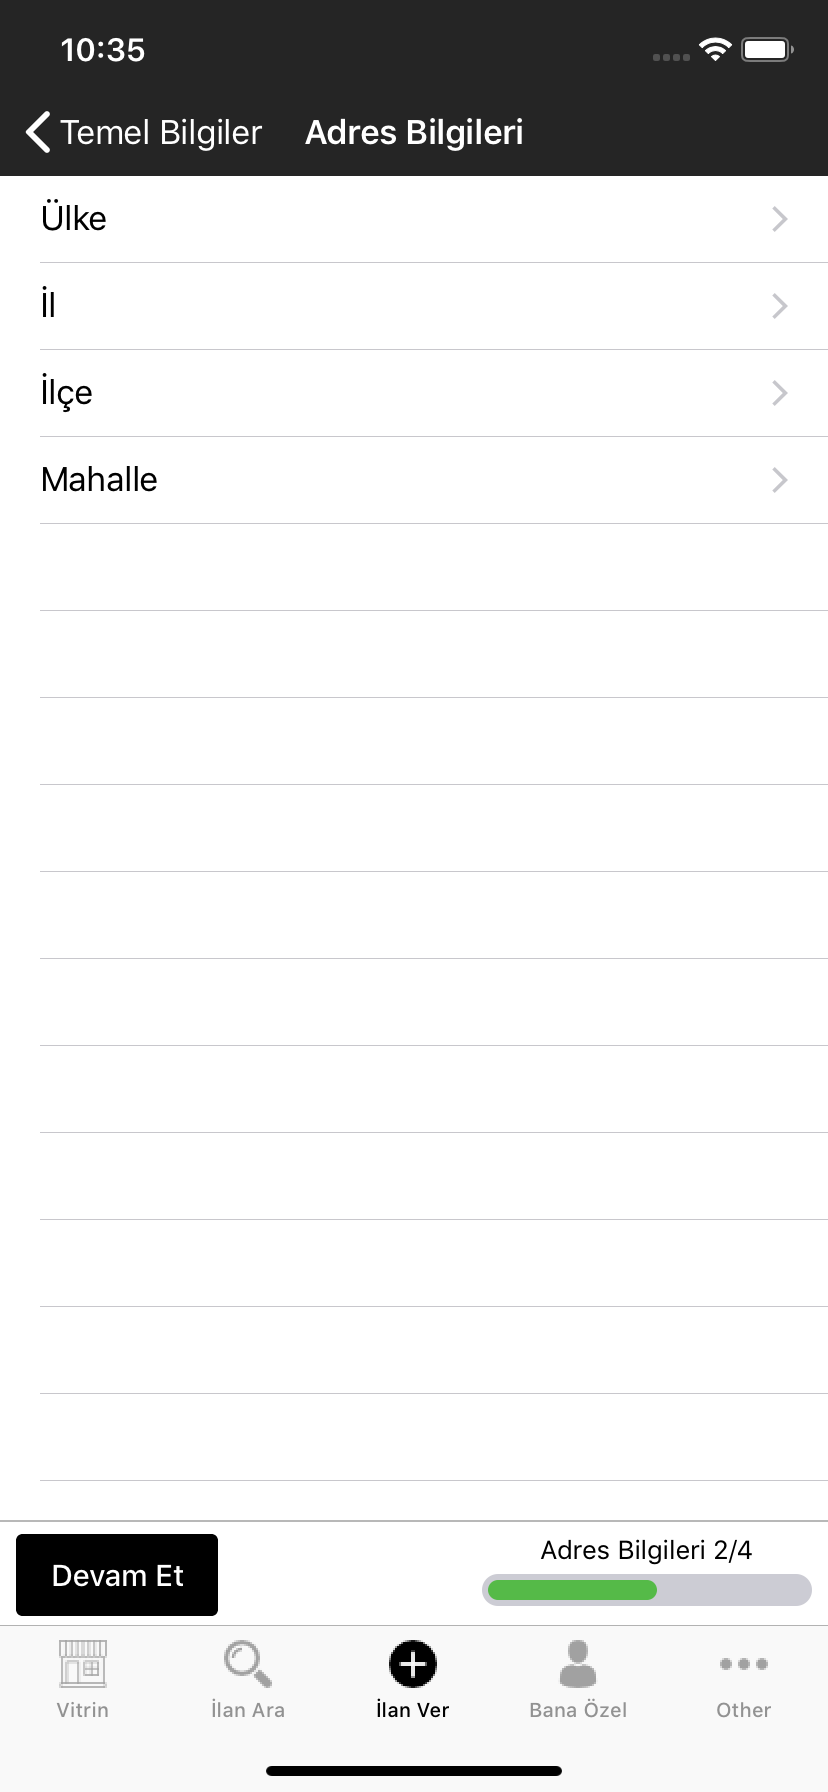 10:35
Temel Bilgiler Adres Bilgileri
Ülke
İl
İlçe
Mahalle
Devam Et
Adres Bilgileri 2/4
Vitrin İlan Ara İlan Ver Bana Özel Other